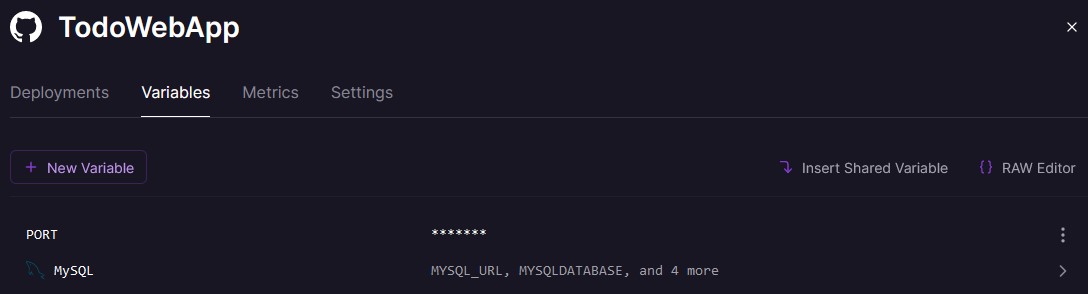 TodoWebApp
Deployments Variables Metrics Settings
+ New Variable Insert Shared Variable {} RAW Editor
PORT *******
MySQL MYSQL_URL, MYSQLDATABASE, and 4 more